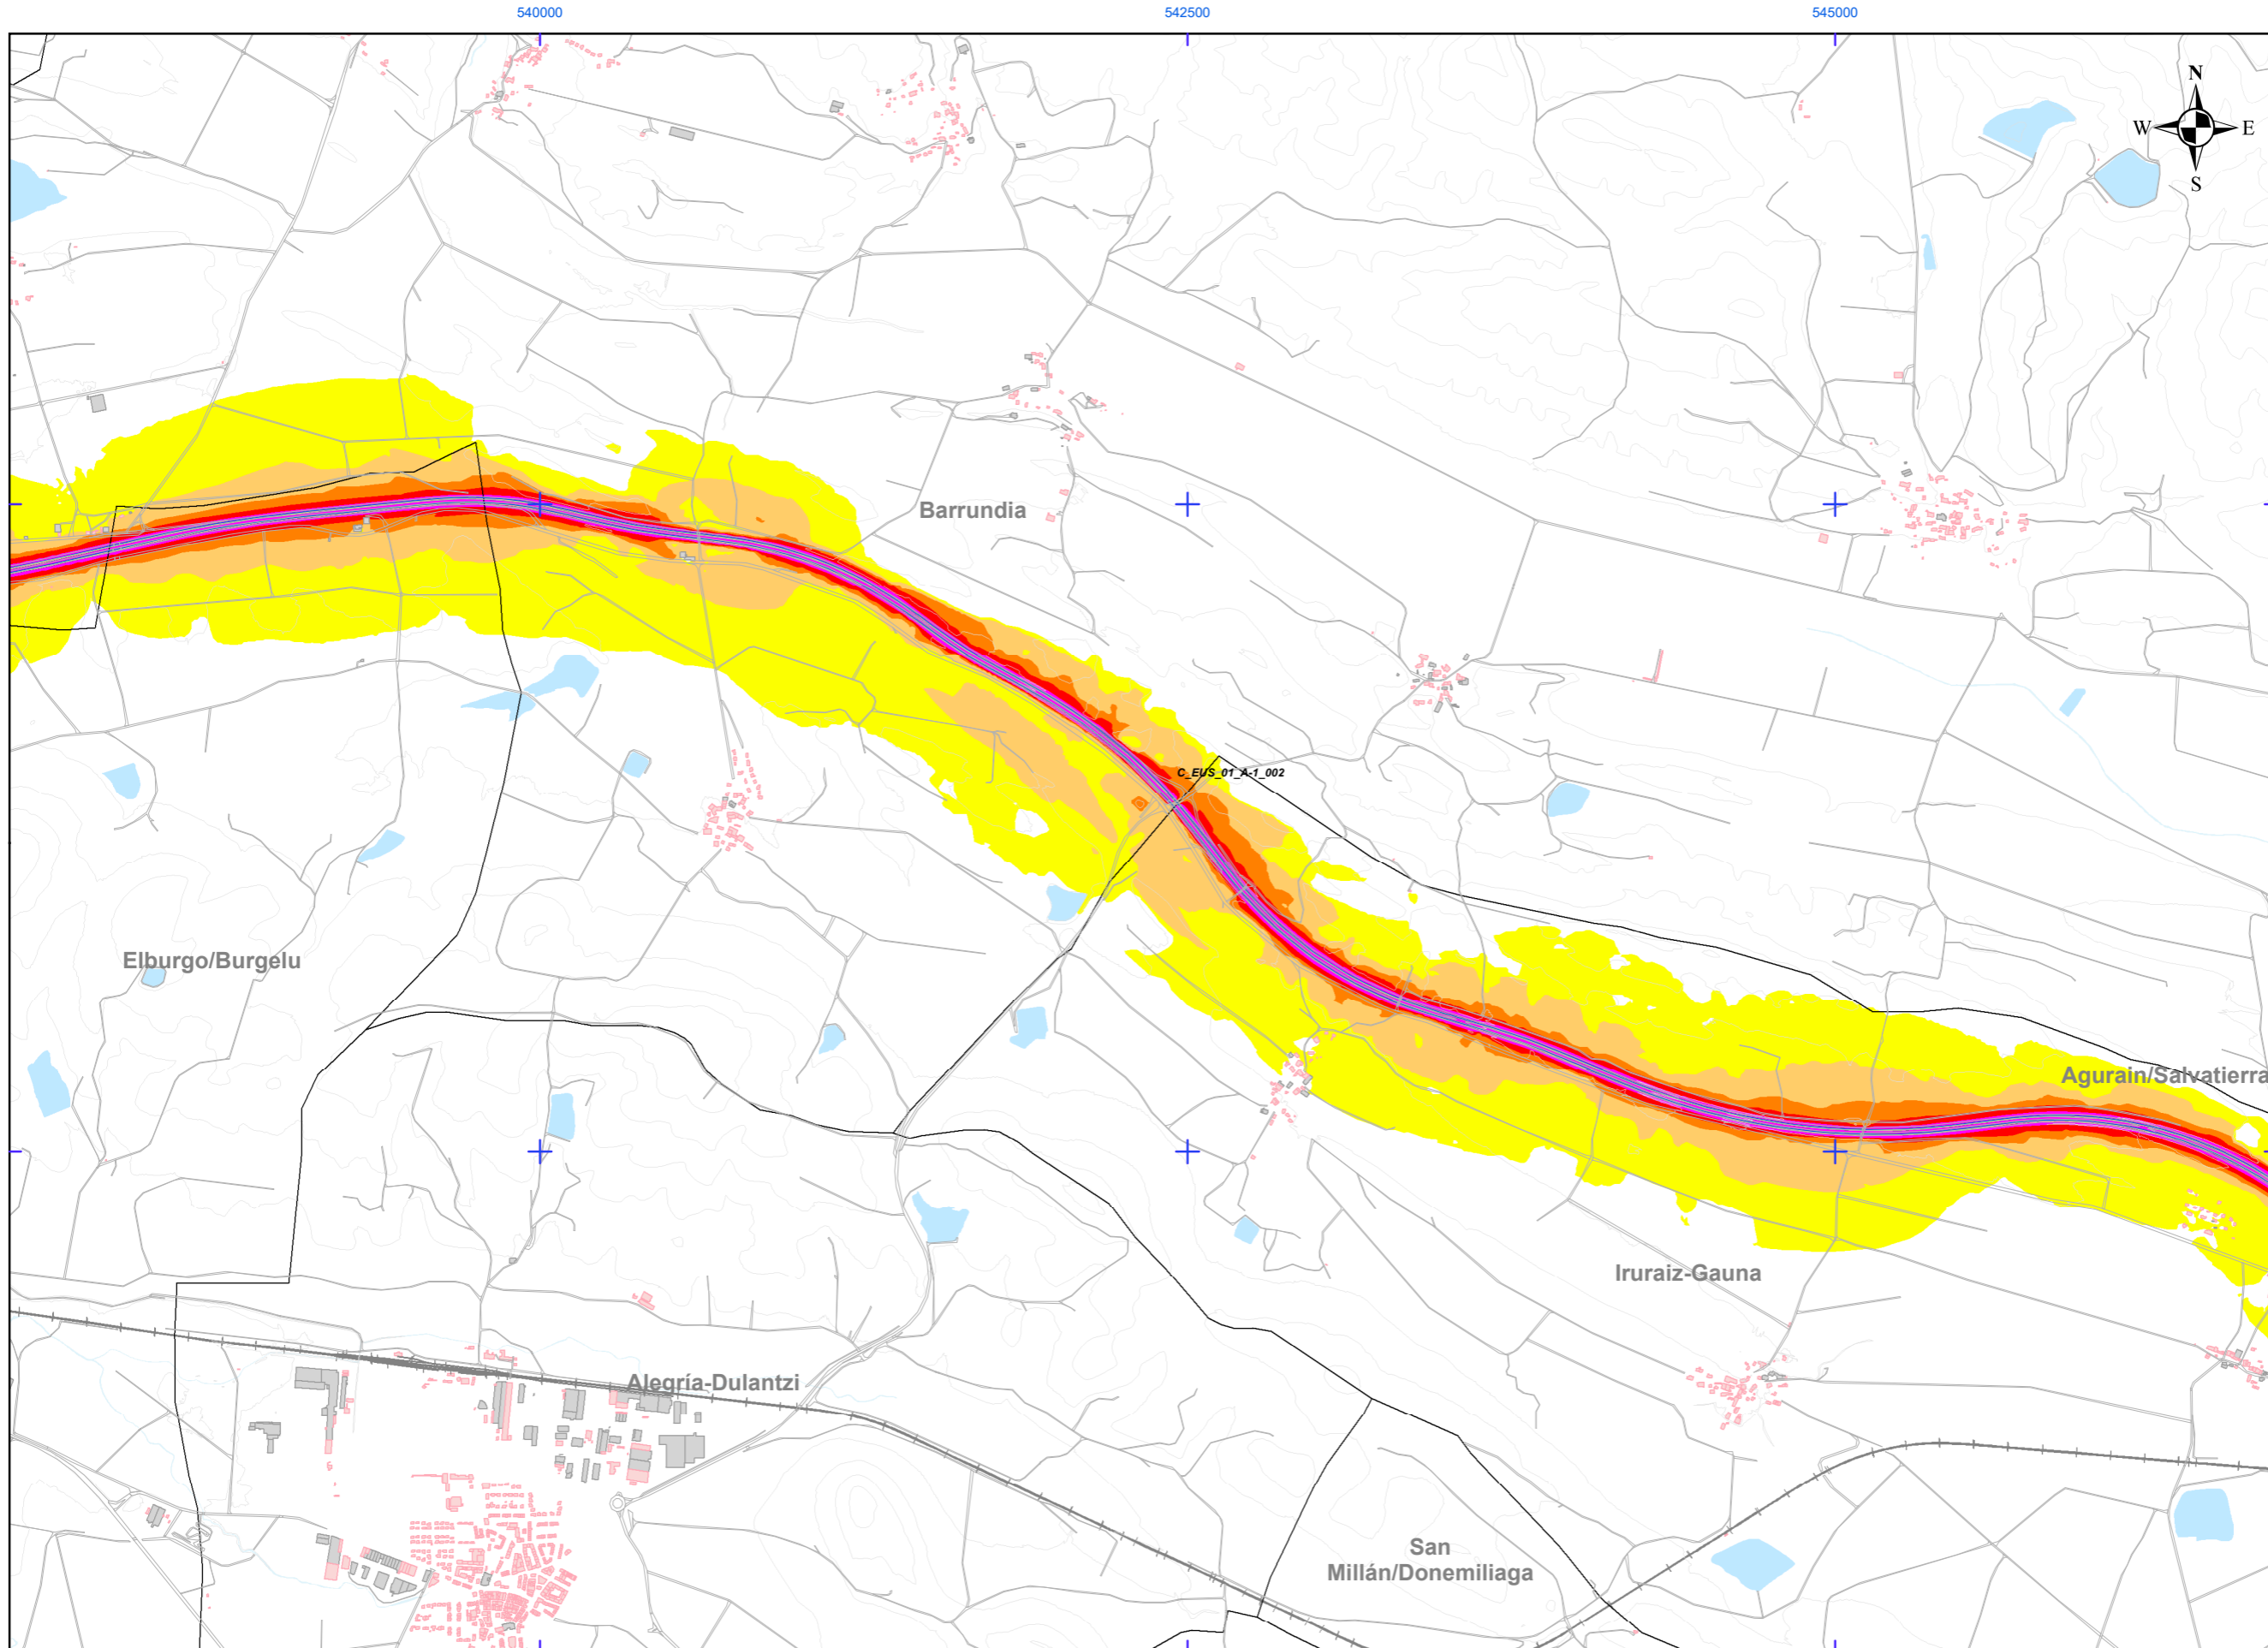 540000
542500
545000
N
W
E
S
Barrundia
C_EUS_01_A-1_002
Elburgo/Burgelu
Agurain/Salvatierra
Iruraiz-Gauna
Alegría-Dulantzi
San
Millán/Donemiliaga